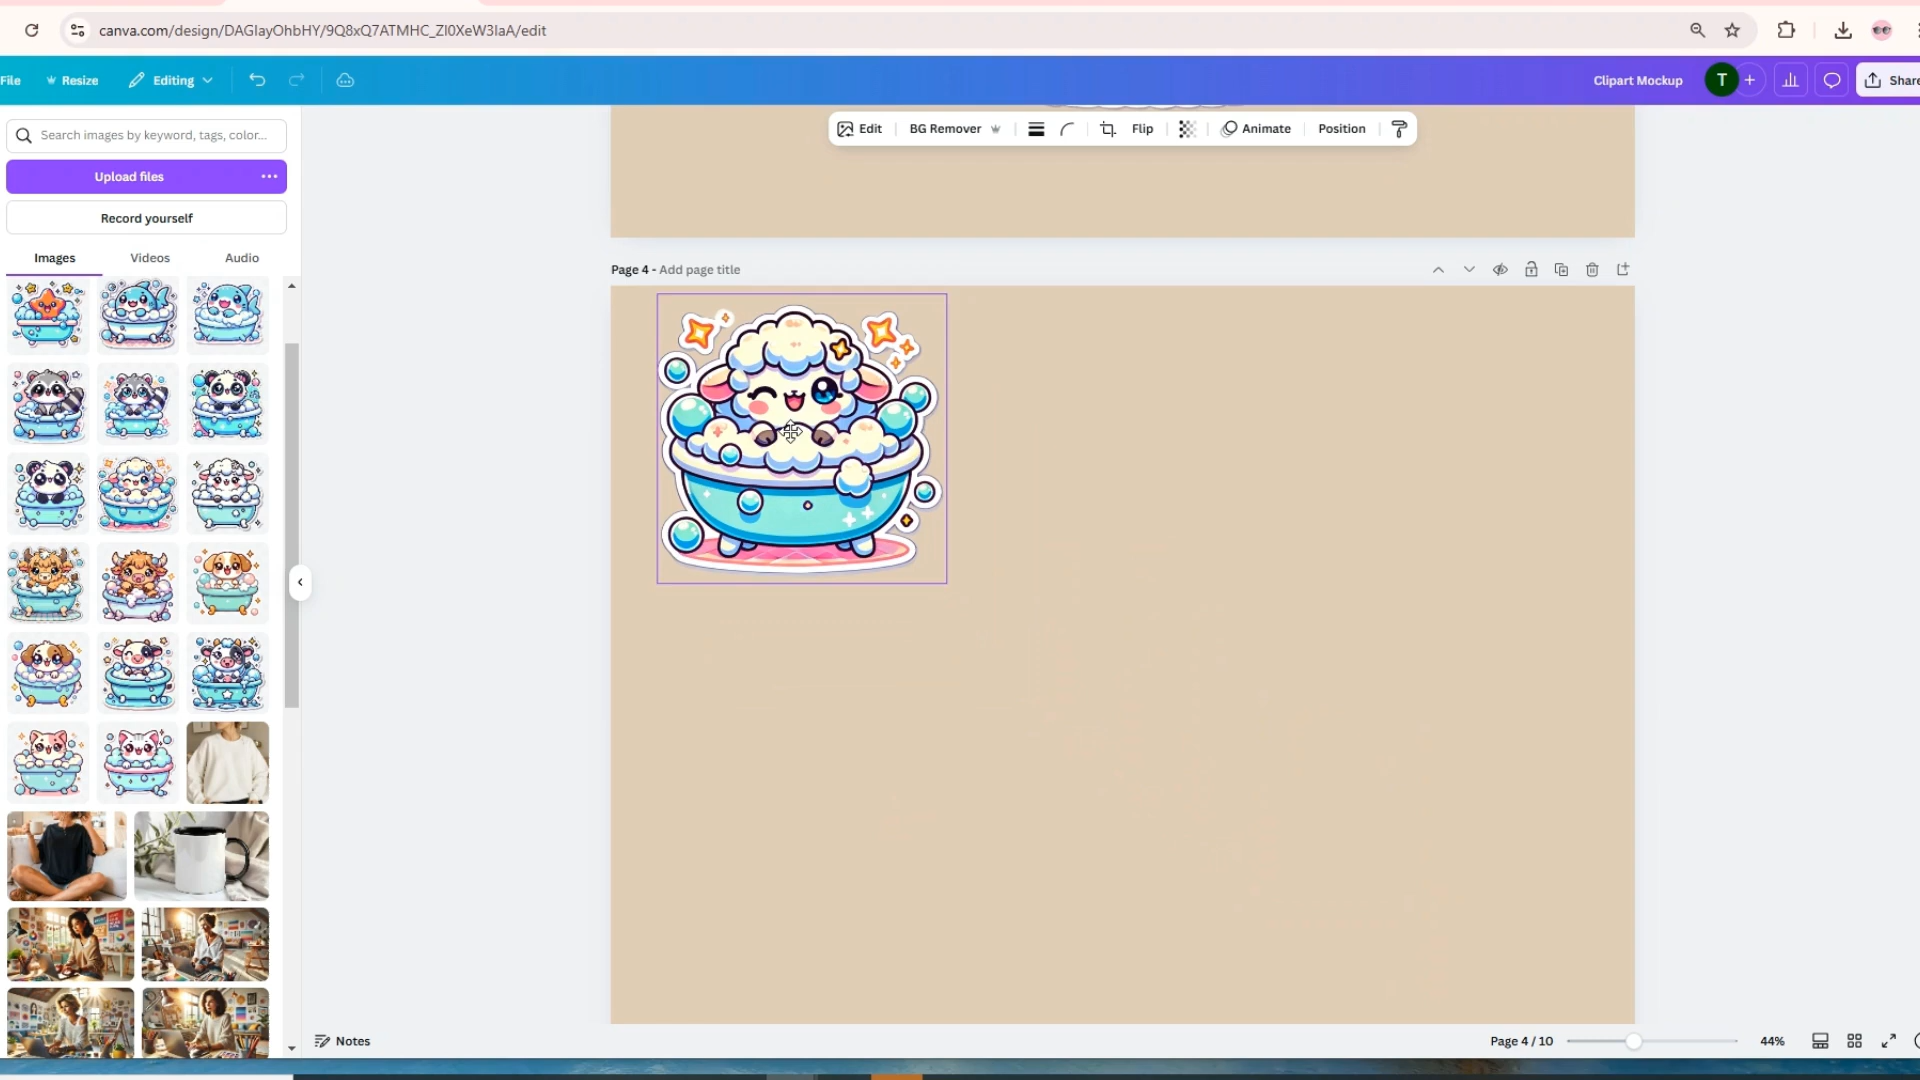 canva.com/design/DAGIayOhbHY/9Q8xQ7ATMHC_ZI0XeW3IaA/edit
File
Resize
Editing
Clipart Mockup
T
Share
Search images by keyword, tags, color...
Upload files
Record yourself
Images
Videos
Audio
Edit
BG Remover
Flip
Animate
Position
Page 4 - Add page title
Notes
Page 4 / 10
44%